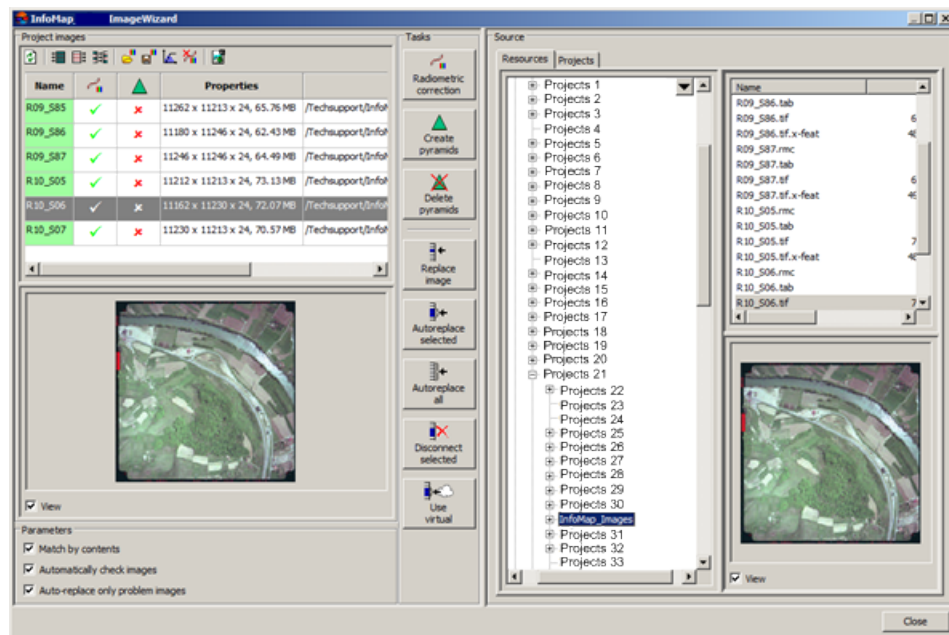 InfoMap ImageWizard
Project images
Name Properties
R09_S85 11262 x 11213 x 24, 65.76 MB /Techsupport/InfoM
R09_S86 11180 x 11246 x 24, 62.43 MB /Techsupport/InfoM
R09_S87 11246 x 11246 x 24, 64.49 MB /Techsupport/InfoM
R10_S05 11212 x 11213 x 24, 73.13 MB /Techsupport/InfoM
R10_S06 11162 x 11230 x 24, 72.07 MB /Techsupport/InfoM
R10_S07 11230 x 11213 x 24, 70.57 MB /Techsupport/InfoM
View
Parameters
Match by contents
Automatically check images
Auto-replace only problem images
Tasks
Radiometric
correction
Create
pyramids
Delete
pyramids
Replace
image
Autoreplace
selected
Autoreplace
all
Disconnect
selected
Use
virtual
Source
Resources Projects
Projects 1
Projects 2
Projects 3
Projects 4
Projects 5
Projects 6
Projects 7
Projects 8
Projects 9
Projects 10
Projects 11
Projects 12
Projects 13
Projects 14
Projects 15
Projects 16
Projects 17
Projects 18
Projects 19
Projects 20
Projects 21
Projects 22
Projects 23
Projects 24
Projects 25
Projects 26
Projects 27
Projects 28
Projects 29
Projects 30
InfoMap_Images
Projects 31
Projects 32
Projects 33
Name
R09_S86.tab
R09_S86.tif 6
R09_S86.tif.x-feat 48
R09_S87.rmc
R09_S87.tab
R09_S87.tif 6
R09_S87.tif.x-feat 49
R10_S05.rmc
R10_S05.tab
R10_S05.tif 7
R10_S05.tif.x-feat 48
R10_S06.rmc
R10_S06.tab
R10_S06.tif 7
View
Close